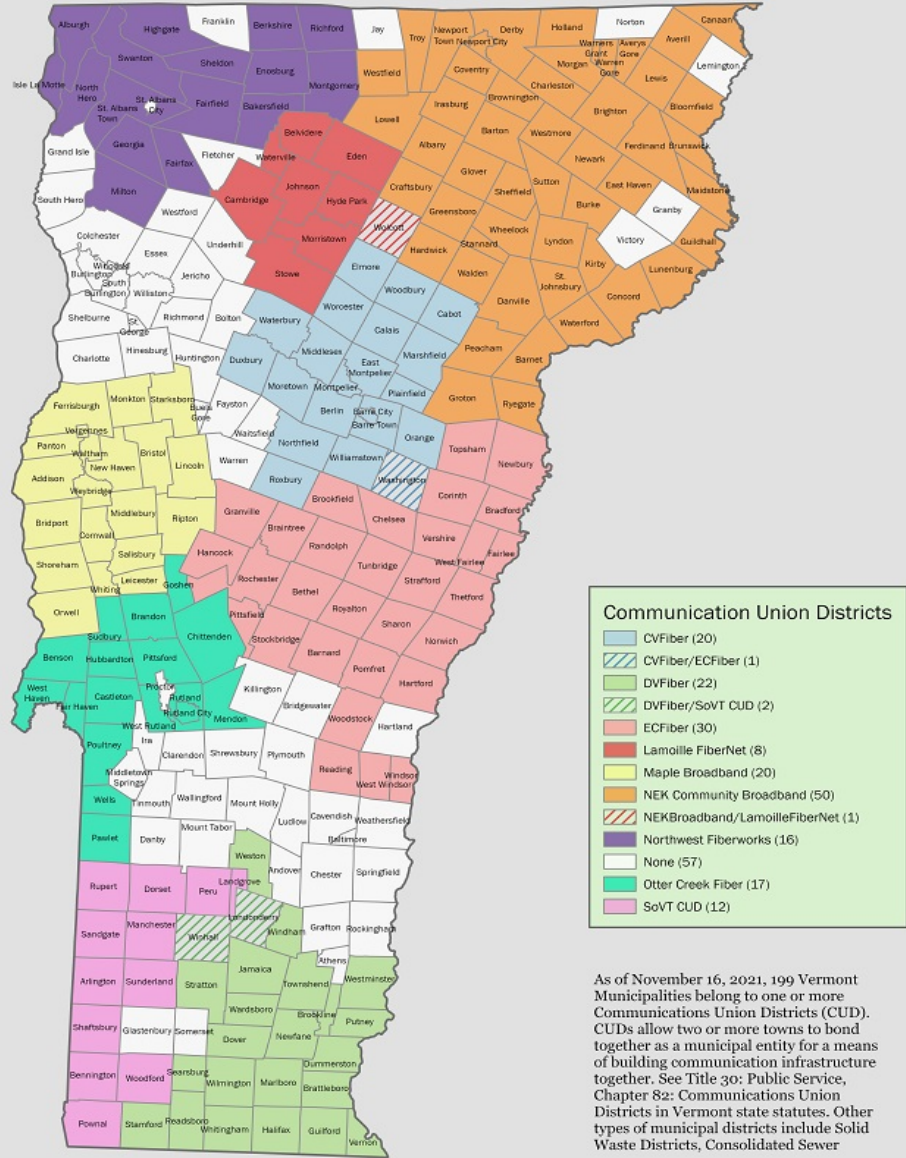 Alburgh
Highgate
Franklin
Berkshire
Richford
Jay
Troy
Newport
Town
Newport City
Derby
Holland
Norton
Canaan
Averill
Warners
Grant
Averys
Gore
Warren
Gore
Morgan
Lemington
Isle La Motte
North
Hero
Swanton
Sheldon
Enosburg
Montgomery
Westfield
Coventry
Charleston
Lewis
St. Albans
Town
St. Albans
City
Fairfield
Bakersfield
Lowell
Irasburg
Brownington
Brighton
Bloomfield
Grand Isle
Georgia
Fairfax
Fletcher
Waterville
Belvidere
Eden
Albany
Barton
Westmore
Newark
Ferdinand
Brunswick
South Hero
Milton
Westford
Cambridge
Johnson
Hyde Park
Craftsbury
Glover
Sheffield
Sutton
Burke
East Haven
Maidstone
Granby
Victory
Guildhall
Colchester
Essex
Underhill
Morristown
Wolcott
Greensboro
Hardwick
Stannard
Wheelock
Lyndon
Kirby
Lunenburg
Winooski
Burlington
South
Burlington
Williston
Jericho
Stowe
Elmore
Woodbury
Walden
Danville
St.
Johnsbury
Concord
Waterford
Shelburne
St.
George
Richmond
Bolton
Waterbury
Worcester
Calais
Cabot
Peacham
Barnet
Charlotte
Hinesburg
Huntington
Duxbury
Middlesex
East
Montpelier
Marshfield
Ferrisburgh
Monkton
Starksboro
Buels
Gore
Fayston
Moretown
Montpelier
Plainfield
Groton
Ryegate
Vergennes
Panton
Waltham
New Haven
Bristol
Lincoln
Waitsfield
Warren
Northfield
Berlin
Barre City
Barre Town
Williamstown
Orange
Topsham
Newbury
Addison
Weybridge
Roxbury
Washington
Corinth
Bradford
Bridport
Middlebury
Cornwall
Ripton
Granville
Brookfield
Braintree
Chelsea
Vershire
West Fairlee
Fairlee
Shoreham
Salisbury
Leicester
Whiting
Goshen
Hancock
Rochester
Randolph
Tunbridge
Strafford
Thetford
Orwell
Sudbury
Brandon
Chittenden
Pittsfield
Bethel
Royalton
Sharon
Norwich
Benson
Hubbardton
Pittsford
Stockbridge
Barnard
Pomfret
Hartford
West
Haven
Fair Haven
Castleton
Proctor
Rutland
Rutland City
Mendon
Killington
Bridgewater
Woodstock
Hartland
Poultney
West Rutland
Ira
Clarendon
Shrewsbury
Plymouth
Reading
West Windsor
Windsor
Middletown
Springs
Wells
Tinmouth
Wallingford
Mount Holly
Ludlow
Cavendish
Weathersfield
Baltimore
Pawlet
Danby
Mount Tabor
Weston
Andover
Chester
Springfield
Rupert
Dorset
Peru
Landgrove
Londonderry
Windham
Grafton
Rockingham
Sandgate
Manchester
Winhall
Athens
Arlington
Sunderland
Stratton
Jamaica
Townshend
Westminster
Shaftsbury
Glastenbury
Somerset
Wardsboro
Dover
Brookline
Newfane
Putney
Bennington
Woodford
Searsburg
Wilmington
Marlboro
Dummerston
Brattleboro
Pownal
Stamford
Readsboro
Whitingham
Halifax
Guilford
Vernon
Communication Union Districts
CVFiber (20)
CVFiber/ECFiber (1)
DVFiber (22)
DVFiber/SoVT CUD (2)
ECFiber (30)
Lamoille FiberNet (8)
Maple Broadband (20)
NEK Community Broadband (50)
NEKBroadband/LamoilleFiberNet (1)
Northwest Fiberworks (16)
None (57)
Otter Creek Fiber (17)
SoVT CUD (12)
As of November 16, 2021, 199 Vermont
Municipalities belong to one or more
Communications Union Districts (CUD).
CUDs allow two or more towns to bond
together as a municipal entity for a means
of building communication infrastructure
together. See Title 30: Public Service,
Chapter 82: Communications Union
Districts in Vermont state statutes. Other
types of municipal districts include Solid
Waste Districts, Consolidated Sewer